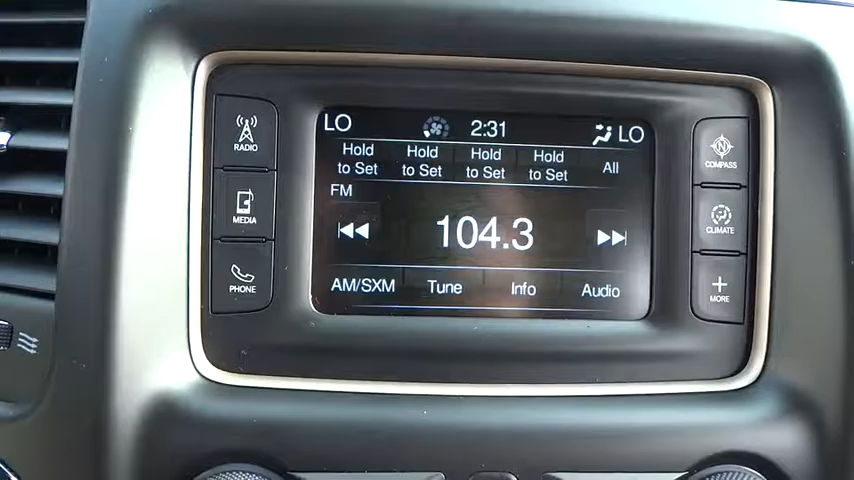 LO 2:31 LO
Hold to Set Hold to Set Hold to Set Hold to Set All
FM
104.3
AM/SXM Tune Info Audio
RADIO
MEDIA
PHONE
COMPASS
CLIMATE
MORE